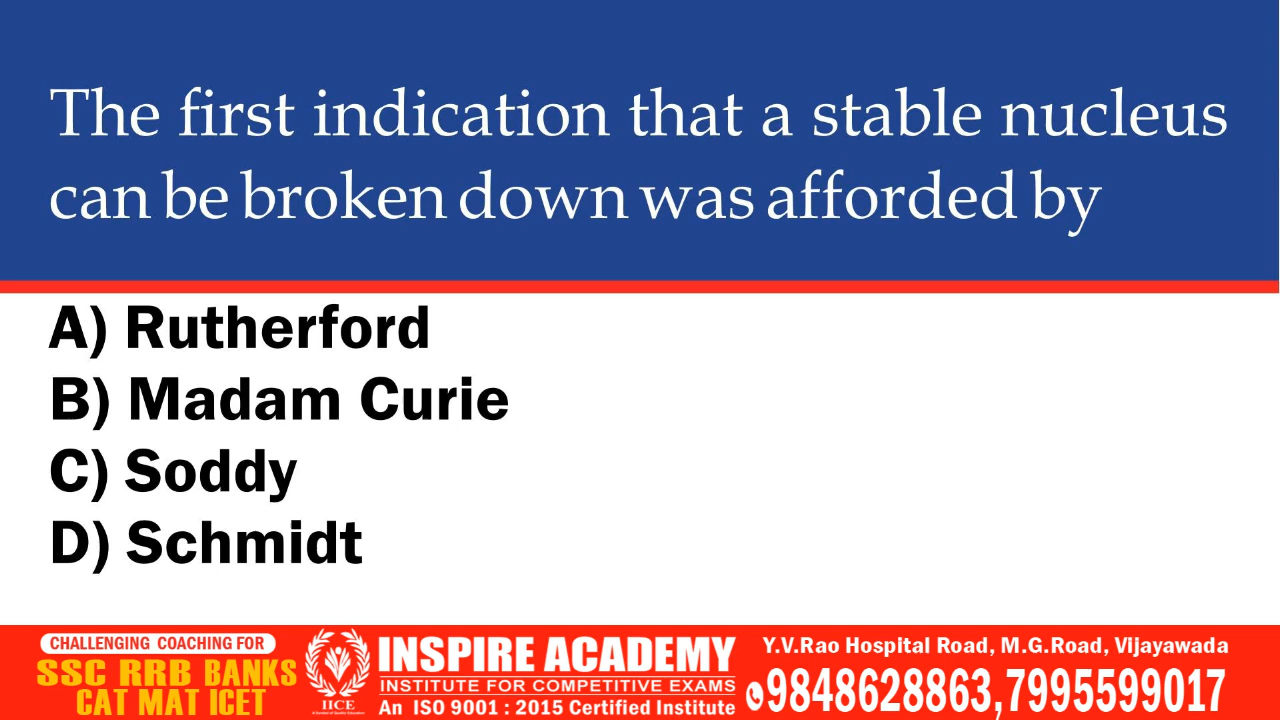 The first indication that a stable nucleus
can be broken down was afforded by
A) Rutherford
B) Madam Curie
C) Soddy
D) Schmidt
CHALLENGING COACHING FOR
SSC RRB BANKS
CAT MAT ICET
IICE
INSPIRE ACADEMY
INSTITUTE FOR COMPETITIVE EXAMS
An ISO 9001 : 2015 Certified Institute
Y.V.Rao Hospital Road, M.G.Road, Vijayawada
9848628863,7995599017